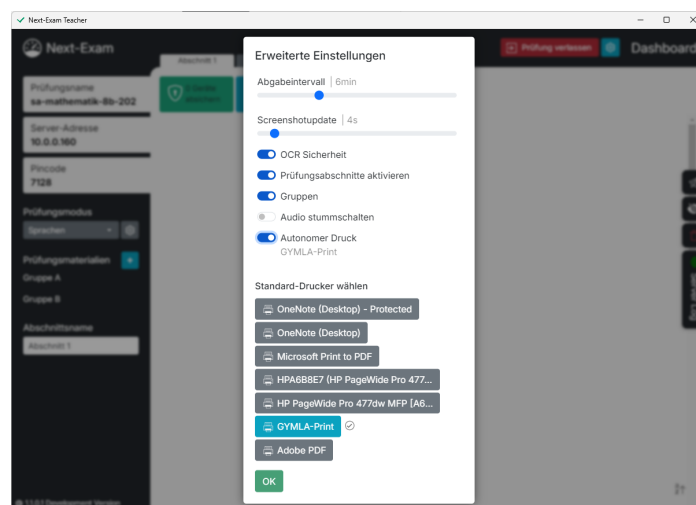 Next-Exam Teacher
Next-Exam
Prüfung verlassen
Dashboard
Abschnitt 1
Prüfungsname
sa-mathematik-8b-202
Server-Adresse
10.0.0.160
Pincode
7128
Prüfungsmodus
Sprachen
Prüfungsmaterialien
Gruppe A
Gruppe B
Abschnittsname
Abschnitt 1
1.1.0.1 Development Version
Erweiterte Einstellungen
Abgabeintervall | 6min
Screenshotupdate | 4s
OCR Sicherheit
Prüfungsabschnitte aktivieren
Gruppen
Audio stummschalten
Autonomer Druck
GYMLA-Print
Standard-Drucker wählen
OneNote (Desktop) - Protected
OneNote (Desktop)
Microsoft Print to PDF
HPA6B8E7 (HP PageWide Pro 477...
HP PageWide Pro 477dw MFP [A6...
GYMLA-Print
Adobe PDF
OK